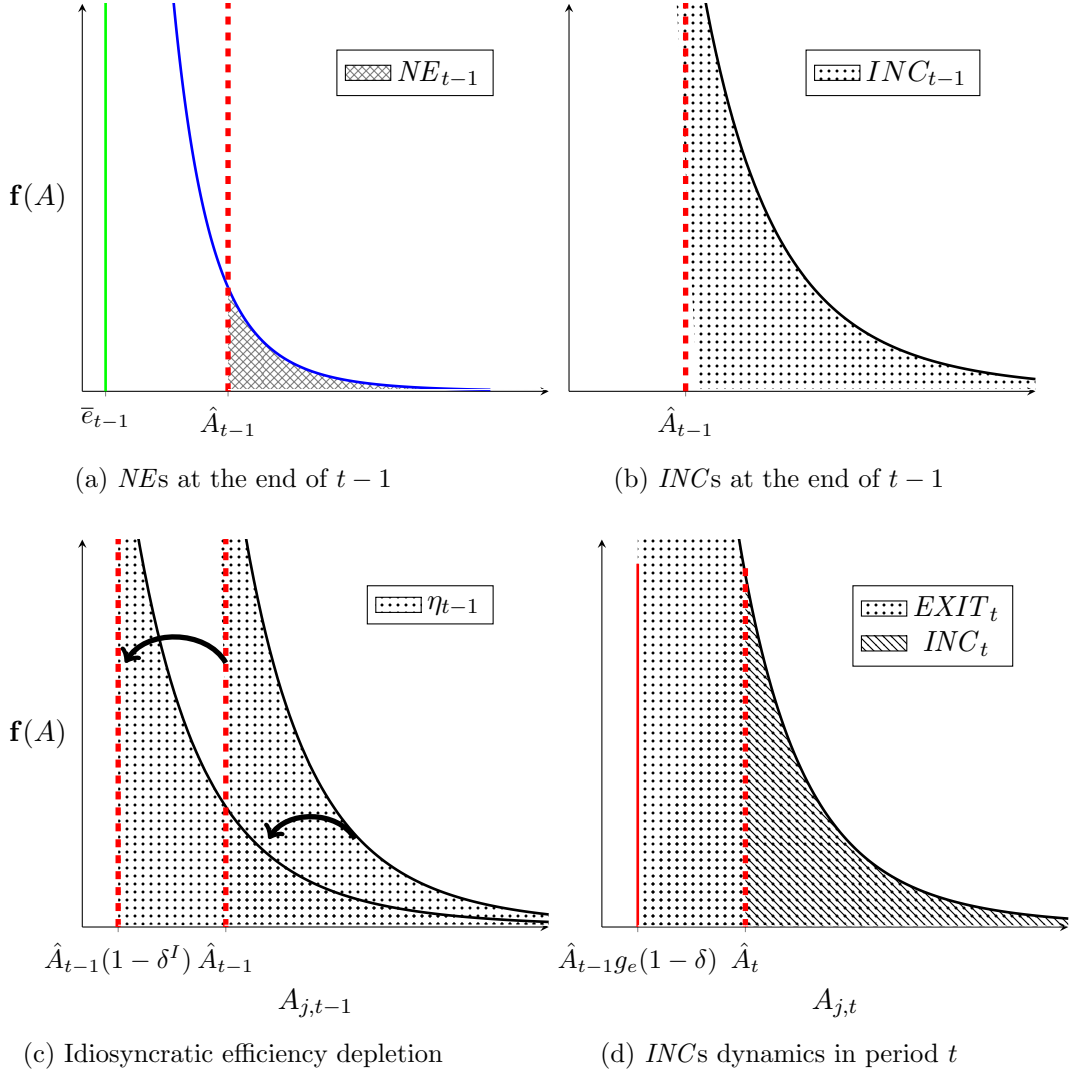 NE_{t−1}
f(A)
e̅_{t−1}
Â_{t−1}
(a) NEs at the end of t − 1
INC_{t−1}
Â_{t−1}
(b) INCs at the end of t − 1
η_{t−1}
f(A)
Â_{t−1}(1 − δ^I) Â_{t−1}
A_{j,t−1}
(c) Idiosyncratic efficiency depletion
EXIT_t
INC_t
Â_{t−1}g_e(1 − δ) Â_t
A_{j,t}
(d) INCs dynamics in period t